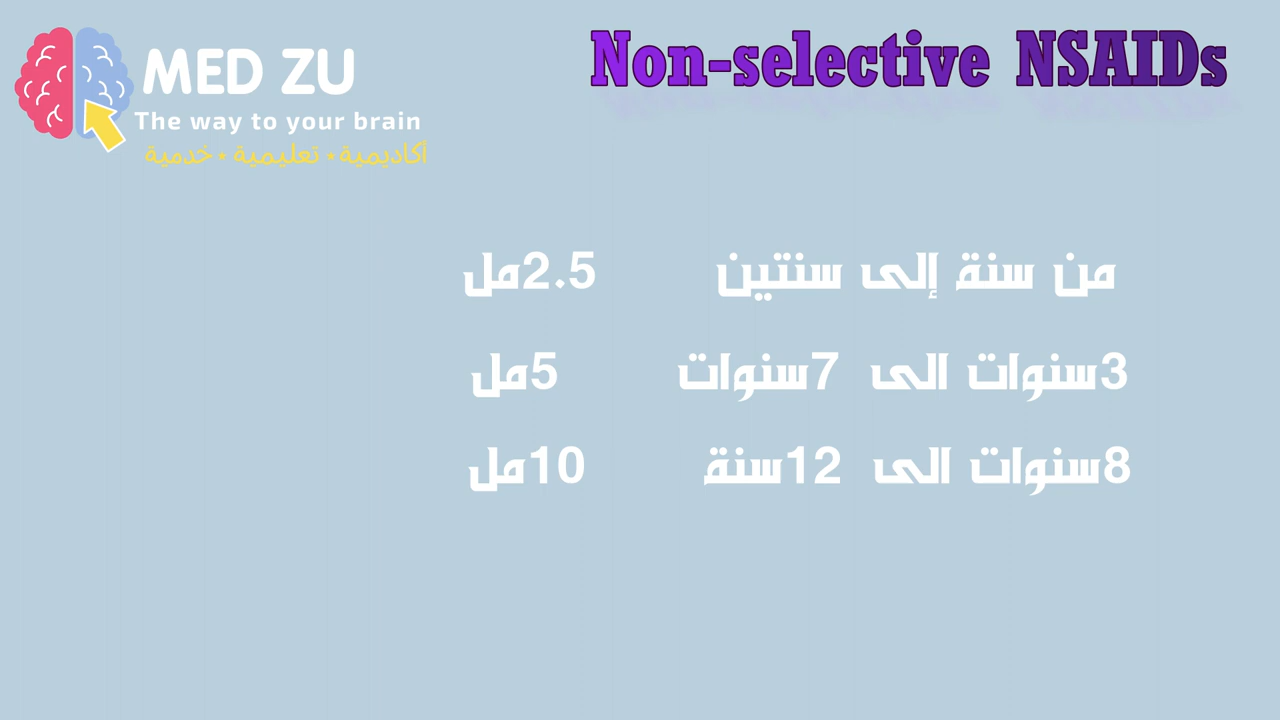 MED ZU
The way to your brain
أكاديمية • تعليمية • خدمية
Non-selective NSAIDs
من سنة إلى سنتين 2.5مل
3سنوات الى 7سنوات 5مل
8سنوات الى 12سنة 10مل